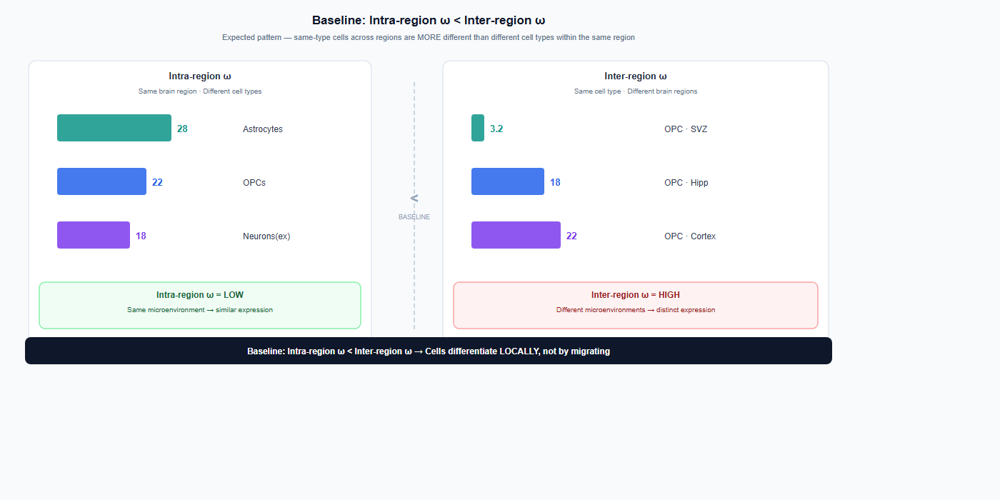 Baseline: Intra-region ω < Inter-region ω
Expected pattern — same-type cells across regions are MORE different than different cell types within the same region
Intra-region ω
Same brain region · Different cell types
28 Astrocytes
22 OPCs
18 Neurons(ex)
Intra-region ω = LOW
Same microenvironment → similar expression
<
BASELINE
Inter-region ω
Same cell type · Different brain regions
3.2 OPC · SVZ
18 OPC · Hipp
22 OPC · Cortex
Inter-region ω = HIGH
Different microenvironments → distinct expression
Baseline: Intra-region ω < Inter-region ω → Cells differentiate LOCALLY, not by migrating